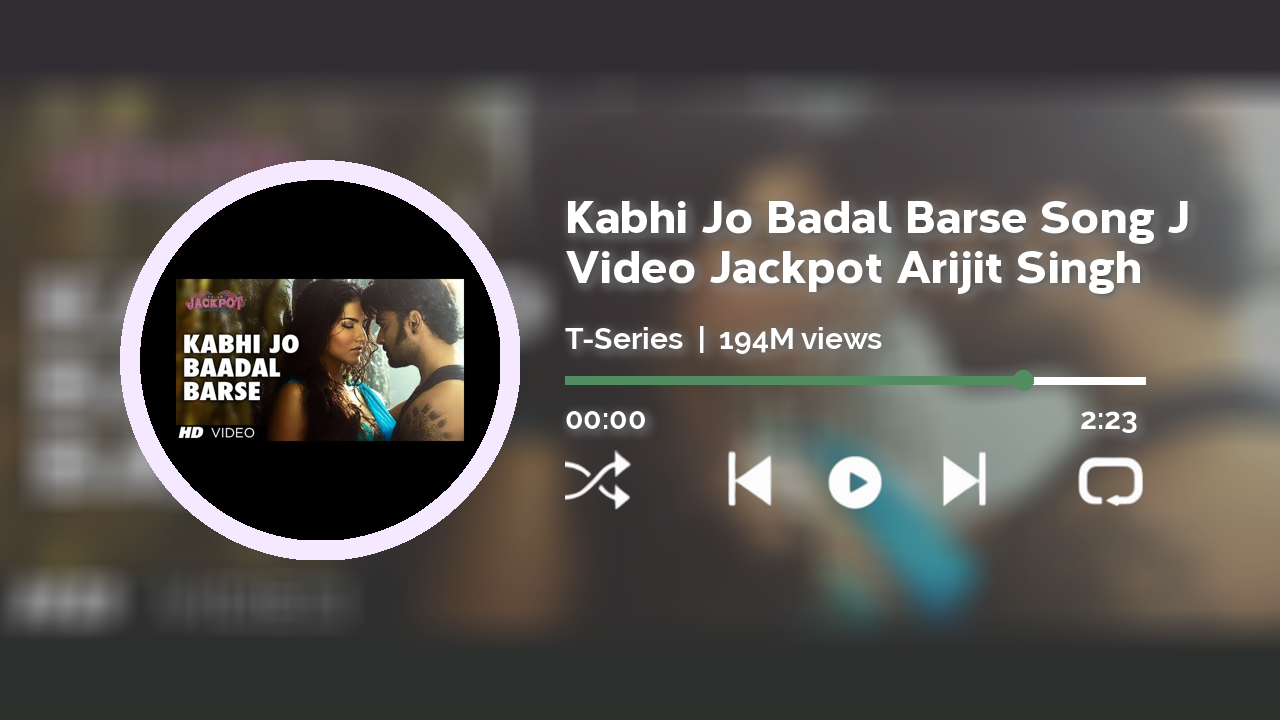 JACKPOT
KABHI JO
BAADAL
BARSE
HD VIDEO
Kabhi Jo Badal Barse Song J
Video Jackpot Arijit Singh
T-Series | 194M views
00:00
2:23